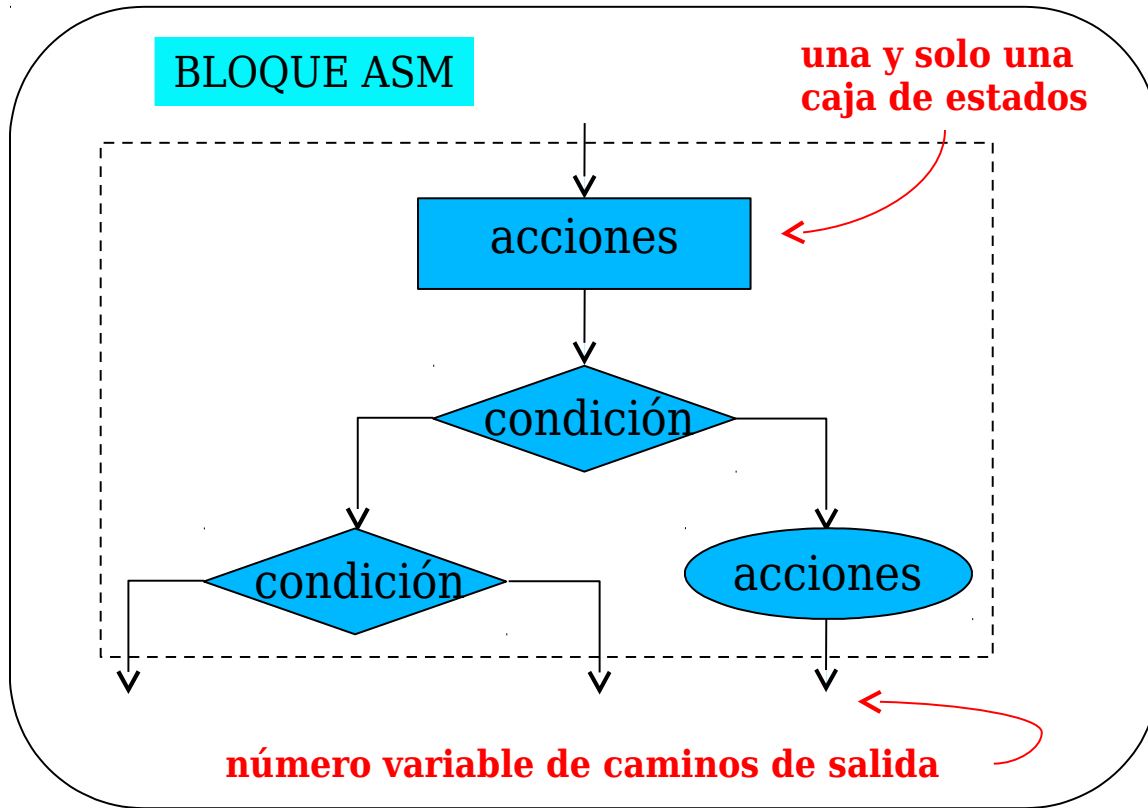 BLOQUE ASM
una y solo una
caja de estados
acciones
condición
condición
acciones
número variable de caminos de salida